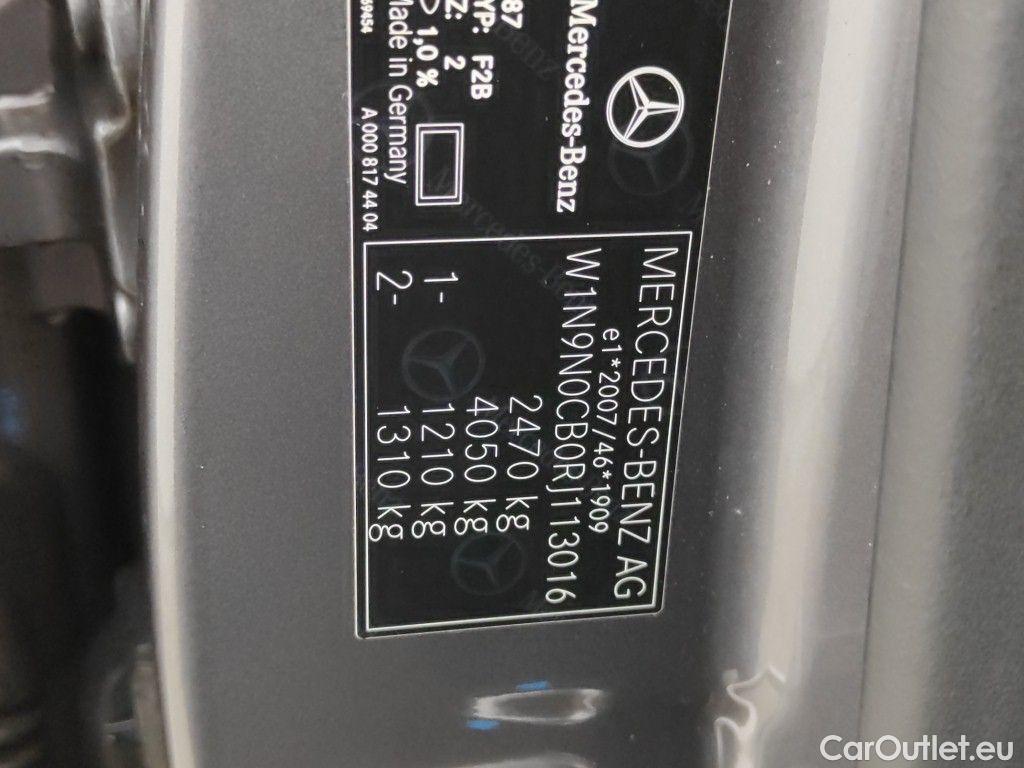 Mercedes-Benz
87
YP: F2B
Z: 2
1,0 %
Made in Germany
69454
A 000 817 44 04
MERCEDES-BENZ AG
e1*2007/46*1909
W1N9N0CB0RJ113016
2470 kg
4050 kg
1- 1210 kg
2- 1310 kg
CarOutlet.eu